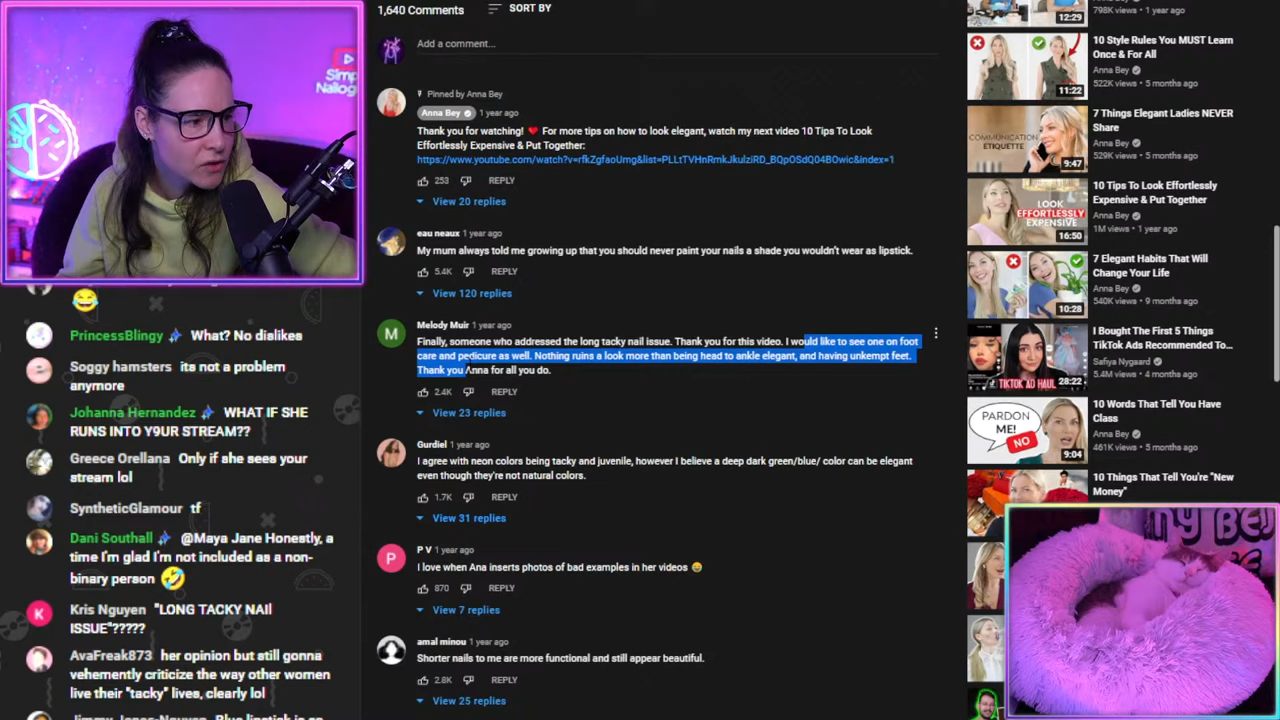 Simp
Nailogi
😂
PrincessBlingy What? No dislikes
Soggy hamsters its not a problem
anymore
Johanna Hernandez WHAT IF SHE
RUNS INTO Y9UR STREAM??
Greece Orellana Only if she sees your
stream lol
SyntheticGlamour tf
Dani Southall @Maya Jane Honestly, a
time I'm glad I'm not included as a non-
binary person 🤣
Kris Nguyen "LONG TACKY NAIl
ISSUE"?????
AvaFreak873 her opinion but still gonna
vehemently criticize the way other women
live their "tacky" lives, clearly lol
1,640 Comments SORT BY
Add a comment...
Pinned by Anna Bey
Anna Bey 1 year ago
Thank you for watching! ❤️ For more tips on how to look elegant, watch my next video 10 Tips To Look
Effortlessly Expensive & Put Together:
253 REPLY
View 20 replies
eau neaux 1 year ago
My mum always told me growing up that you should never paint your nails a shade you wouldn't wear as lipstick.
5.4K REPLY
View 120 replies
M
Melody Muir 1 year ago
Finally, someone who addressed the long tacky nail issue. Thank you for this video. I would like to see one on foot
care and pedicure as well. Nothing ruins a look more than being head to ankle elegant, and having unkempt feet.
Thank you Anna for all you do.
2.4K REPLY
View 23 replies
Gurdiel 1 year ago
I agree with neon colors being tacky and juvenile, however I believe a deep dark green/blue/ color can be elegant
even though they're not natural colors.
1.7K REPLY
View 31 replies
P
P V 1 year ago
I love when Ana inserts photos of bad examples in her videos 😄
870 REPLY
View 7 replies
amal minou 1 year ago
Shorter nails to me are more functional and still appear beautiful.
2.8K REPLY
View 25 replies
12:29
798K views • 1 year ago
10 Style Rules You MUST Learn
Once & For All
Anna Bey
522K views • 5 months ago
11:22
7 Things Elegant Ladies NEVER
Share
Anna Bey
529K views • 5 months ago
COMMUNICATION
ETIQUETTE
9:47
10 Tips To Look Effortlessly
Expensive & Put Together
Anna Bey
1M views • 1 year ago
LOOK
EFFORTLESSLY
EXPENSIVE
16:50
7 Elegant Habits That Will
Change Your Life
Anna Bey
540K views • 9 months ago
10:28
I Bought The First 5 Things
TikTok Ads Recommended To...
Safiya Nygaard
5.4M views • 4 months ago
TIKTOK AD HAUL
28:22
10 Words That Tell You Have
Class
Anna Bey
461K views • 5 months ago
PARDON
ME!
NO
9:04
10 Things That Tell You're "New
Money"
MY BE